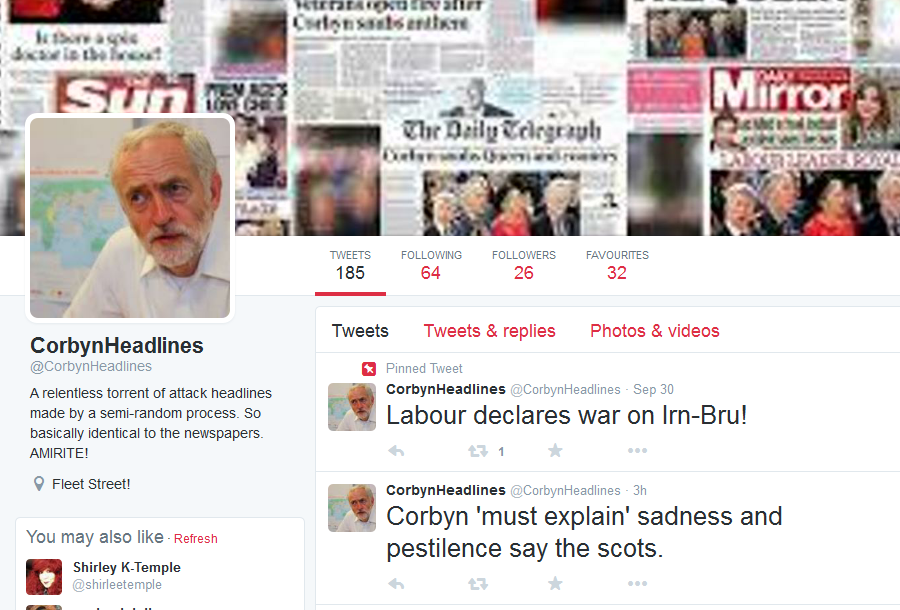 Veterans open fire after
Corbyn snubs anthem
Is there a spin
doctor in the house?
Sun
LOVE CHILD
The Daily Telegraph
Corbyn snubs Queen and country
DAILY
Mirror
LABOUR LEADER ROYAL
TWEETS
185
FOLLOWING
64
FOLLOWERS
26
FAVOURITES
32
CorbynHeadlines
@CorbynHeadlines
A relentless torrent of attack headlines
made by a semi-random process. So
basically identical to the newspapers.
AMIRITE!
Fleet Street!
You may also like · Refresh
Shirley K-Temple
@shirleetemple
Tweets Tweets & replies Photos & videos
Pinned Tweet
CorbynHeadlines @CorbynHeadlines · Sep 30
Labour declares war on Irn-Bru!
1
CorbynHeadlines @CorbynHeadlines · 3h
Corbyn 'must explain' sadness and
pestilence say the scots.